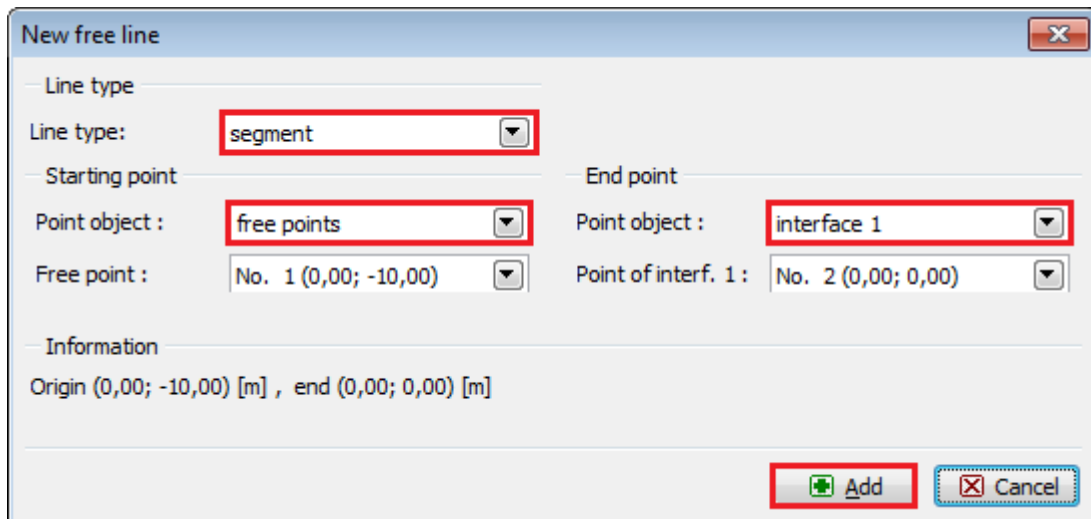 New free line
Line type
Line type: segment
Starting point
End point
Point object : free points
Point object : interface 1
Free point : No. 1 (0,00; -10,00)
Point of interf. 1 : No. 2 (0,00; 0,00)
Information
Origin (0,00; -10,00) [m] , end (0,00; 0,00) [m]
Add
Cancel